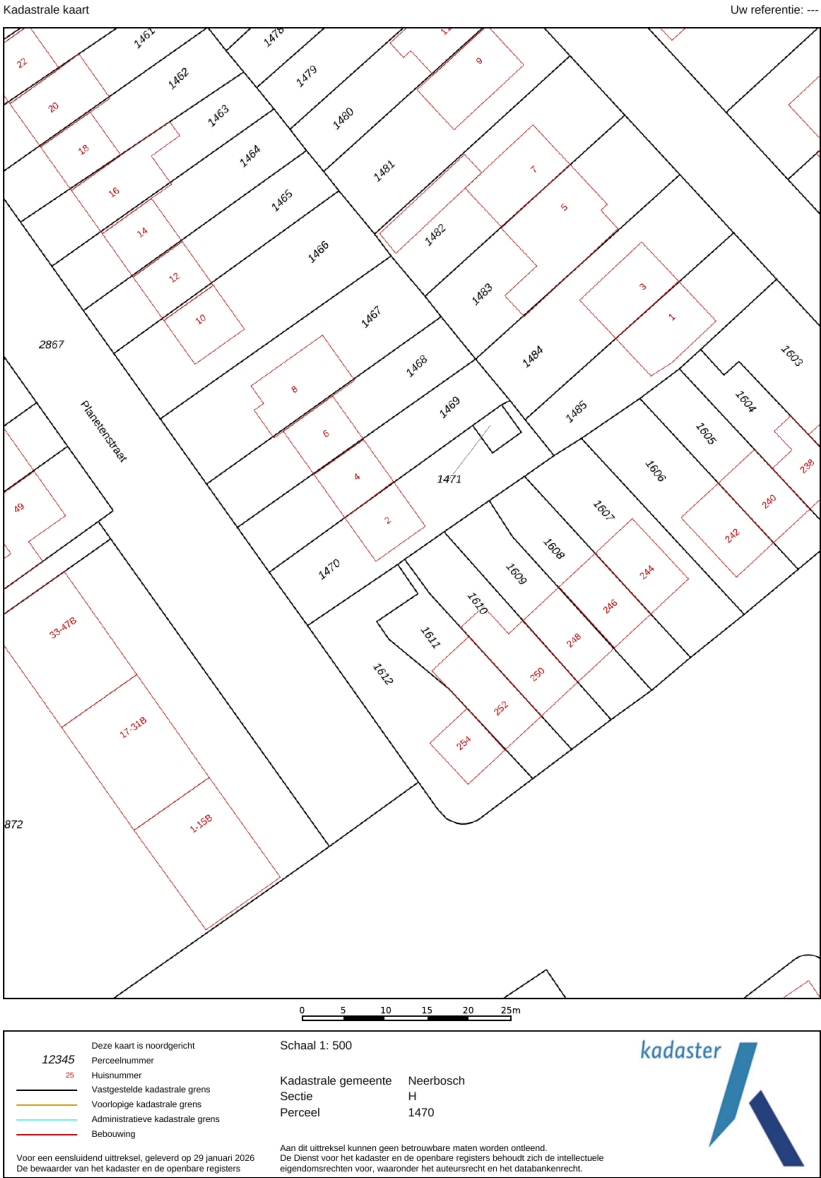 Kadastrale kaart
Uw referentie: ---
1461
1478
22
1462
1479
9
20
1463
1480
18
1464
1481
7
16
1465
5
14
1466
1482
12
1483
3
10
1467
1
2867
1484
1603
1468
8
1604
Planetenstraat
1469
1485
1605
6
238
4
1471
1606
240
49
2
1607
242
1470
1608
244
1609
1610
246
33-47B
1611
248
1612
250
252
17-31B
254
1-15B
872
0 5 10 15 20 25m
Deze kaart is noordgericht
12345 Perceelnummer
25 Huisnummer
Vastgestelde kadastrale grens
Voorlopige kadastrale grens
Administratieve kadastrale grens
Bebouwing
Voor een eensluidend uittreksel, geleverd op 29 januari 2026
De bewaarder van het kadaster en de openbare registers
Schaal 1: 500
Kadastrale gemeente Neerbosch
Sectie H
Perceel 1470
Aan dit uittreksel kunnen geen betrouwbare maten worden ontleend.
De Dienst voor het kadaster en de openbare registers behoudt zich de intellectuele
eigendomsrechten voor, waaronder het auteursrecht en het databankenrecht.
kadaster